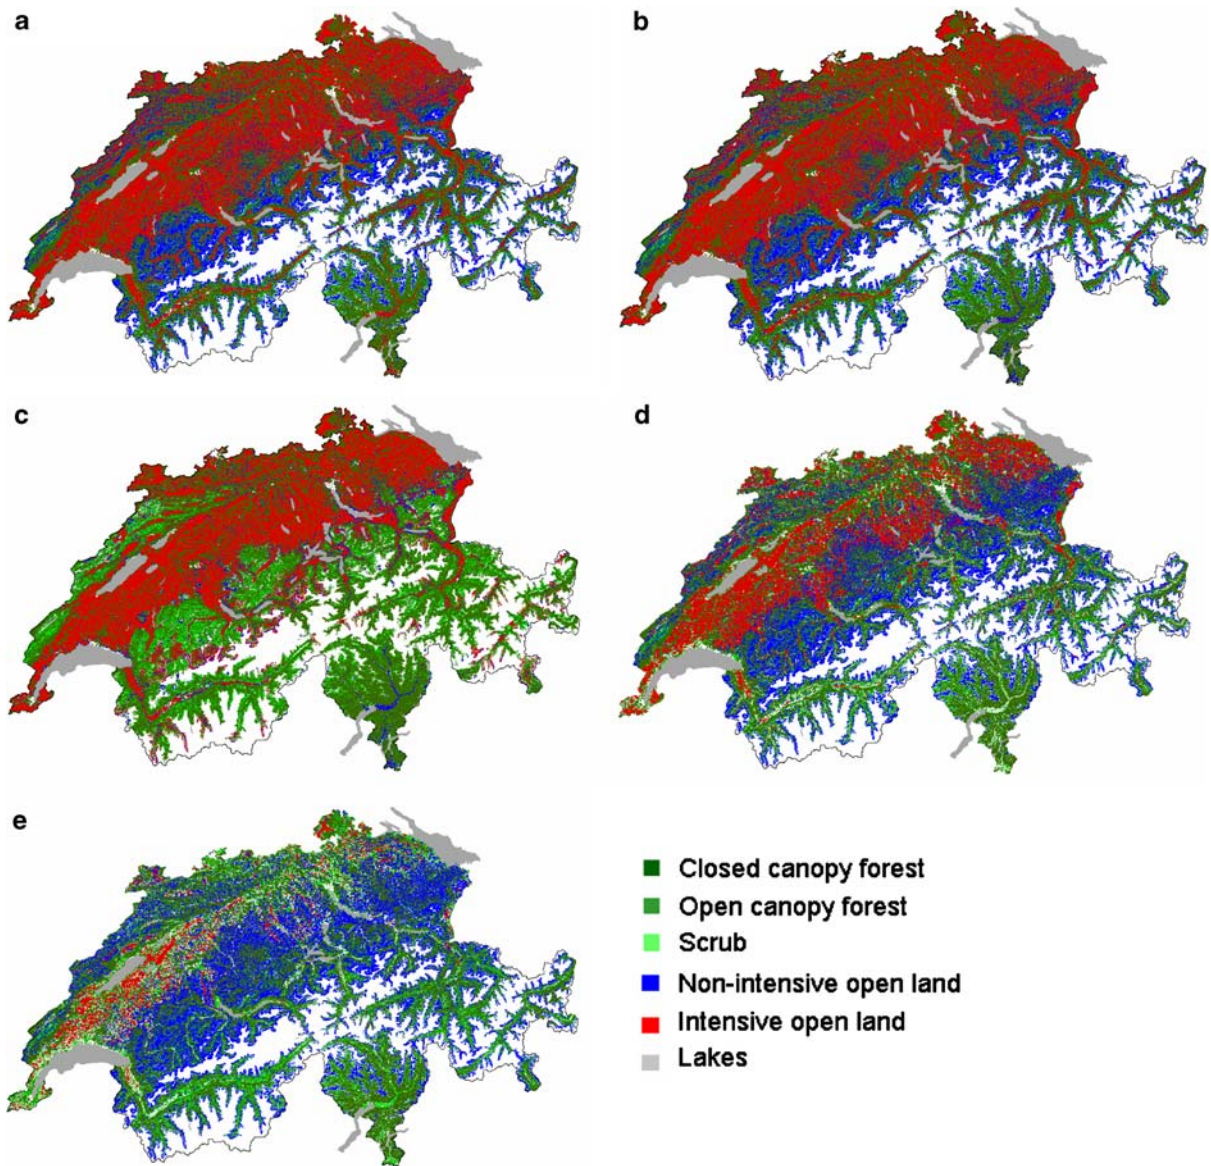 a
b
c
d
e
Closed canopy forest
Open canopy forest
Scrub
Non-intensive open land
Intensive open land
Lakes